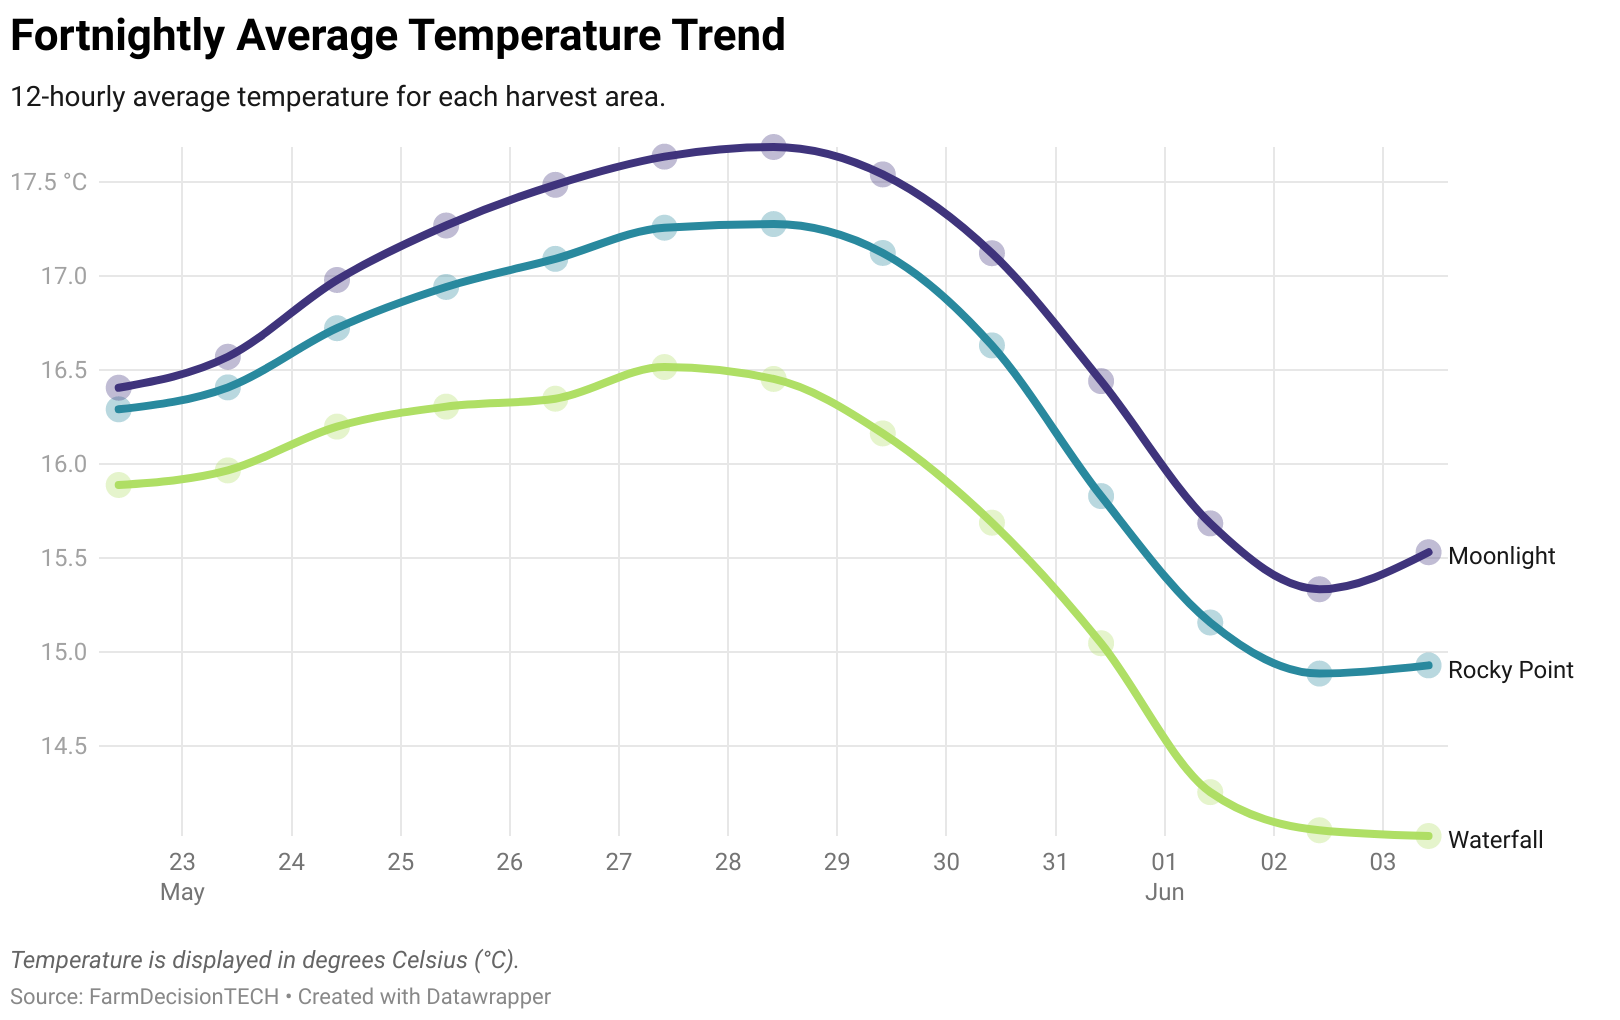 Fortnightly Average Temperature Trend
12-hourly average temperature for each harvest area.
17.5 °C
17.0
16.5
16.0
15.5
15.0
14.5
Moonlight
Rocky Point
Waterfall
23 24 25 26 27 28 29 30 31 01 02 03
May Jun
Temperature is displayed in degrees Celsius (°C).
Source: FarmDecisionTECH • Created with Datawrapper